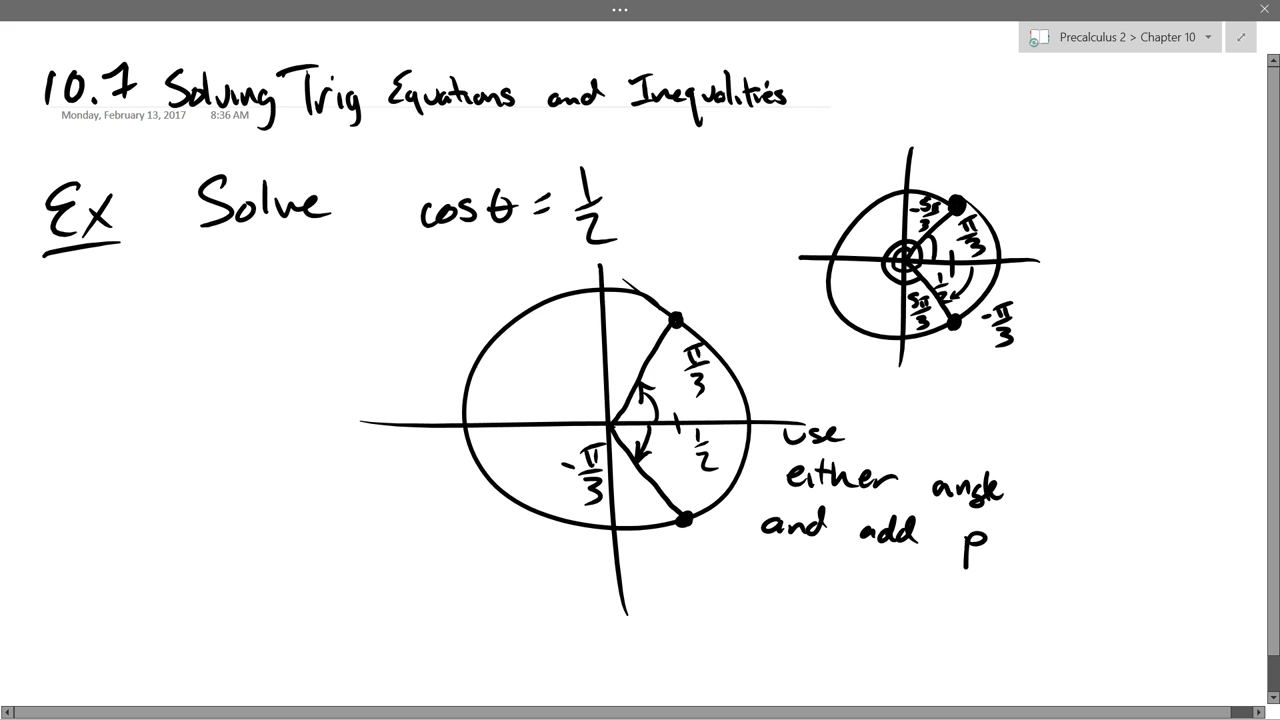 Precalculus 2 > Chapter 10
10.7 Solving Trig Equations and Inequalities
Monday, February 13, 2017 8:36 AM
Ex Solve cosθ = 1/2
-5π/3
π/3
1/2
5π/3
-π/3
π/3
1/2
-π/3
use
either angle
and add p